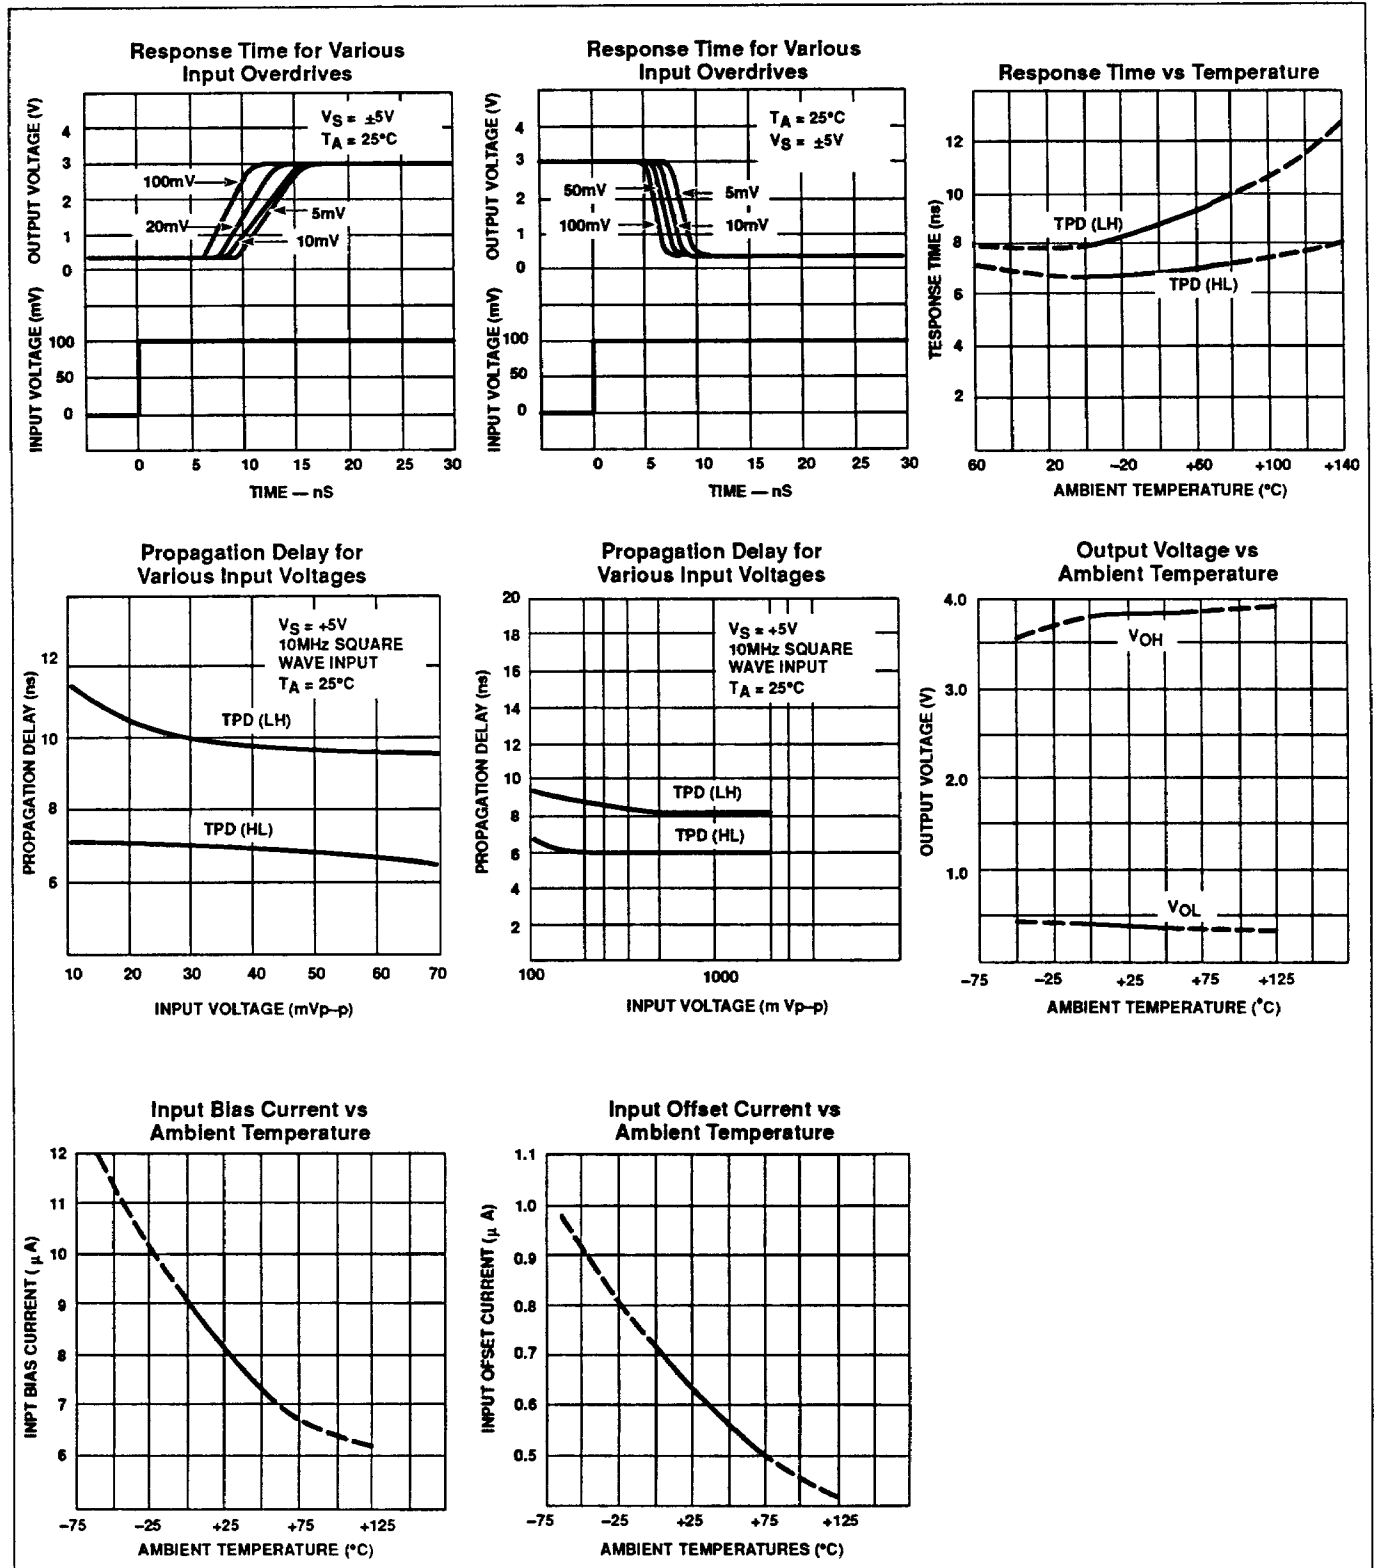 Response Time for Various
Input Overdrives
OUTPUT VOLTAGE (V)
INPUT VOLTAGE (mV)
4
3
2
1
0
100
50
0
VS = ±5V
TA = 25°C
100mV
20mV
5mV
10mV
0 5 10 15 20 25 30
TIME — nS
Response Time for Various
Input Overdrives
OUTPUT VOLTAGE (V)
INPUT VOLTAGE (mV)
4
3
2
1
0
100
50
0
TA = 25°C
VS = ±5V
50mV
5mV
100mV
10mV
0 5 10 15 20 25 30
TIME — nS
Response Time vs Temperature
TESPONSE TIME (ns)
12
10
8
6
4
2
TPD (LH)
TPD (HL)
60 20 –20 +60 +100 +140
AMBIENT TEMPERATURE (°C)
Propagation Delay for
Various Input Voltages
PROPAGATION DELAY (ns)
12
10
8
6
VS = +5V
10MHz SQUARE
WAVE INPUT
TA = 25°C
TPD (LH)
TPD (HL)
10 20 30 40 50 60 70
INPUT VOLTAGE (mVp–p)
Propagation Delay for
Various Input Voltages
PROPAGATION DELAY (ns)
20
18
16
14
12
10
8
6
4
2
VS = +5V
10MHz SQUARE
WAVE INPUT
TA = 25°C
TPD (LH)
TPD (HL)
100 1000
INPUT VOLTAGE (m Vp–p)
Output Voltage vs
Ambient Temperature
OUTPUT VOLTAGE (V)
4.0
3.0
2.0
1.0
VOH
VOL
–75 –25 +25 +75 +125
AMBIENT TEMPERATURE (°C)
Input Bias Current vs
Ambient Temperature
INPT BIAS CURRENT (μA)
12
11
10
9
8
7
6
–75 –25 +25 +75 +125
AMBIENT TEMPERATURE (°C)
Input Offset Current vs
Ambient Temperature
INPUT OFSET CURRENT (μ A)
1.1
1.0
0.9
0.8
0.7
0.6
0.5
–75 –25 +25 +75 +125
AMBIENT TEMPERATURES (°C)